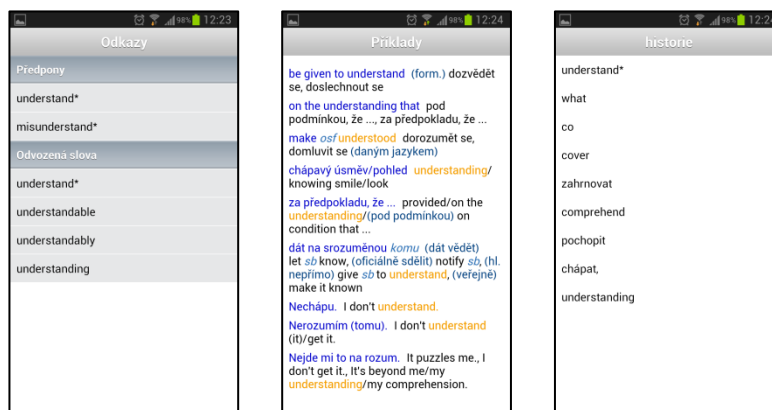 98% 12:23
Odkazy
Předpony
understand*
misunderstand*
Odvozená slova
understand*
understandable
understandably
understanding
98% 12:24
Příklady
be given to understand (form.) dozvědět
se, doslechnout se
on the understanding that pod
podmínkou, že ..., za předpokladu, že ...
make osf understood dorozumět se,
domluvit se (daným jazykem)
chápavý úsměv/pohled understanding/
knowing smile/look
za předpokladu, že ... provided/on the
understanding/(pod podmínkou) on
condition that ...
dát na srozuměnou komu (dát vědět)
let sb know, (oficiálně sdělit) notify sb, (hl.
nepřímo) give sb to understand, (veřejně)
make it known
Nechápu. I don't understand.
Nerozumím (tomu). I don't understand
(it)/get it.
Nejde mi to na rozum. It puzzles me., I
don't get it., It's beyond me/my
understanding/my comprehension.
98% 12:24
historie
understand*
what
co
cover
zahrnovat
comprehend
pochopit
chápat,
understanding